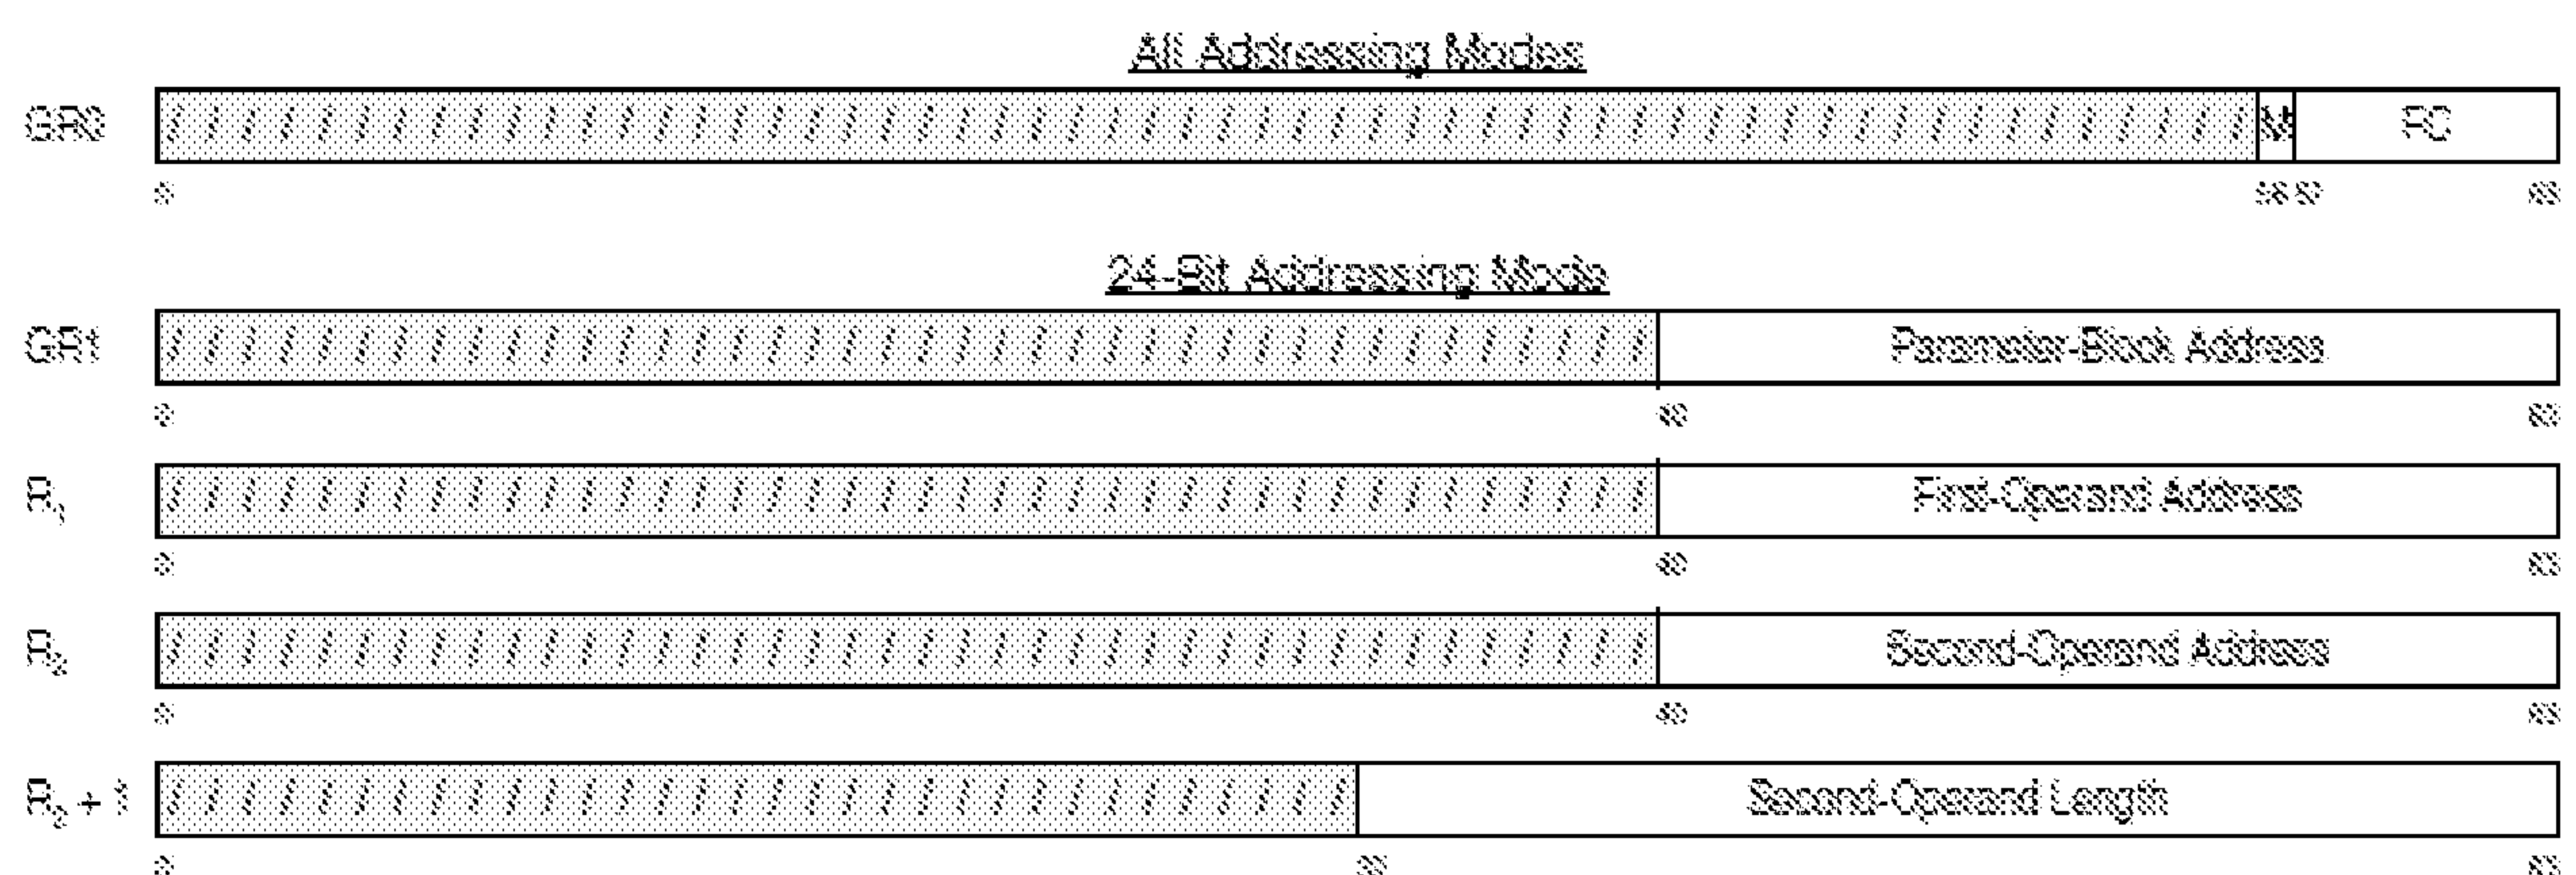 All Addressing Modes
GR0 M FC
0 56 57 63
24-Bit Addressing Mode
GR1 Parameter-Block Address
0 40 63
R1 First-Operand Address
0 40 63
R2 Second-Operand Address
0 40 63
R2 + 1 Second-Operand Length
0 32 63